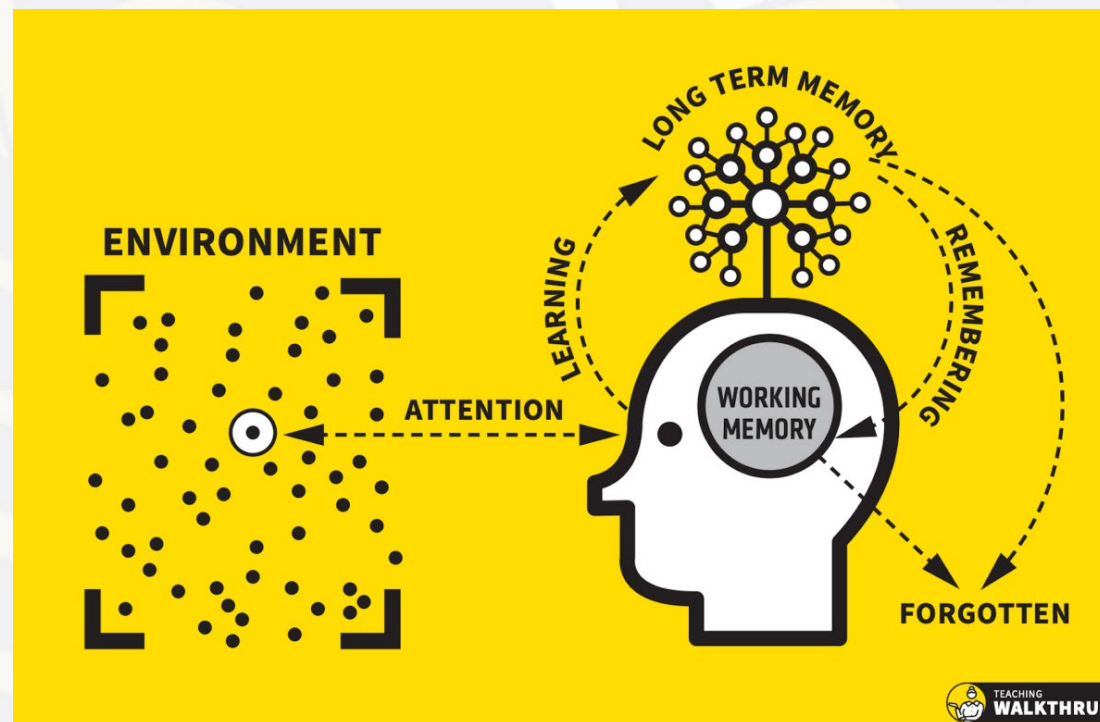 LONG TERM MEMORY
ENVIRONMENT
LEARNING
REMEMBERING
ATTENTION
WORKING
MEMORY
FORGOTTEN
TEACHING
WALKTHRU